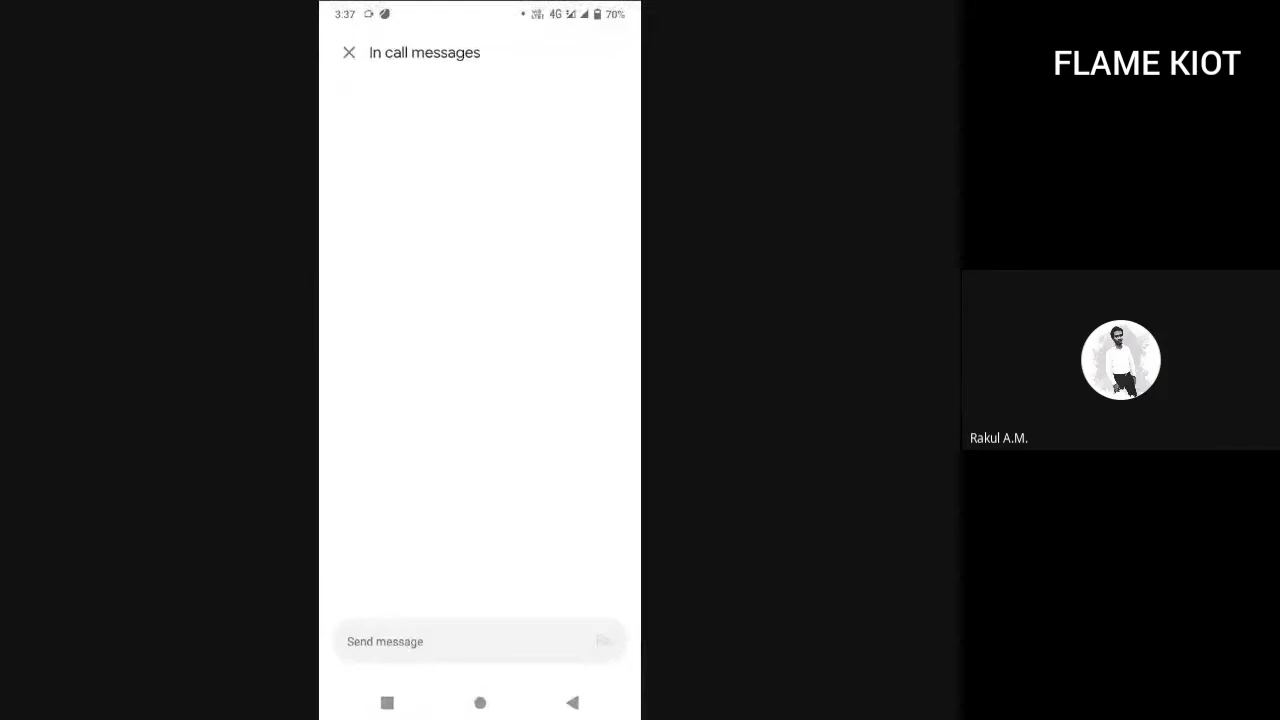 3:37
4G
70%
In call messages
FLAME KIOT
Rakul A.M.
Send message